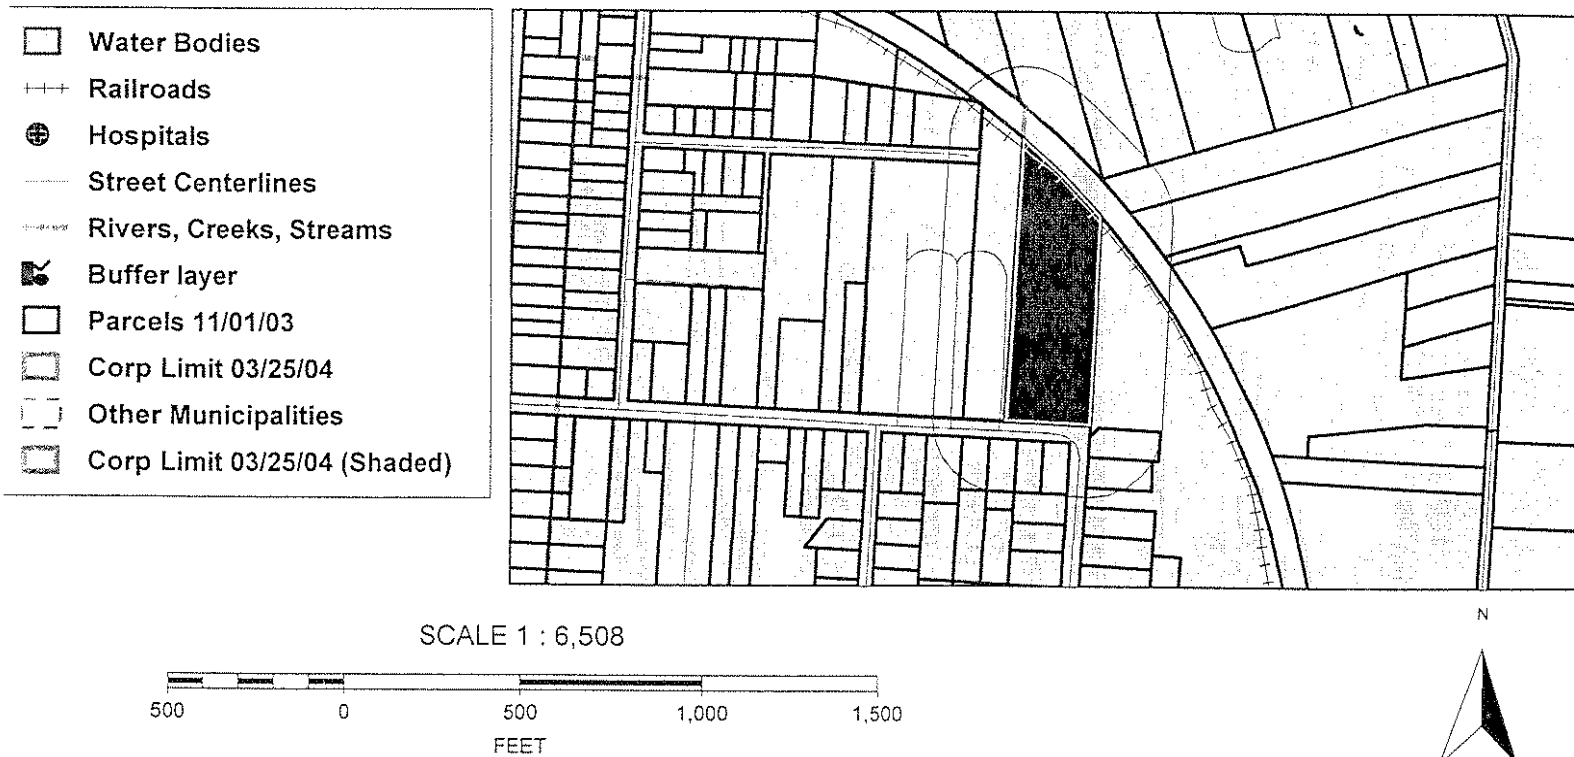 Water Bodies
Railroads
Hospitals
Street Centerlines
Rivers, Creeks, Streams
Buffer layer
Parcels 11/01/03
Corp Limit 03/25/04
Other Municipalities
Corp Limit 03/25/04 (Shaded)
SCALE 1 : 6,508
500 0 500 1,000 1,500
FEET
N